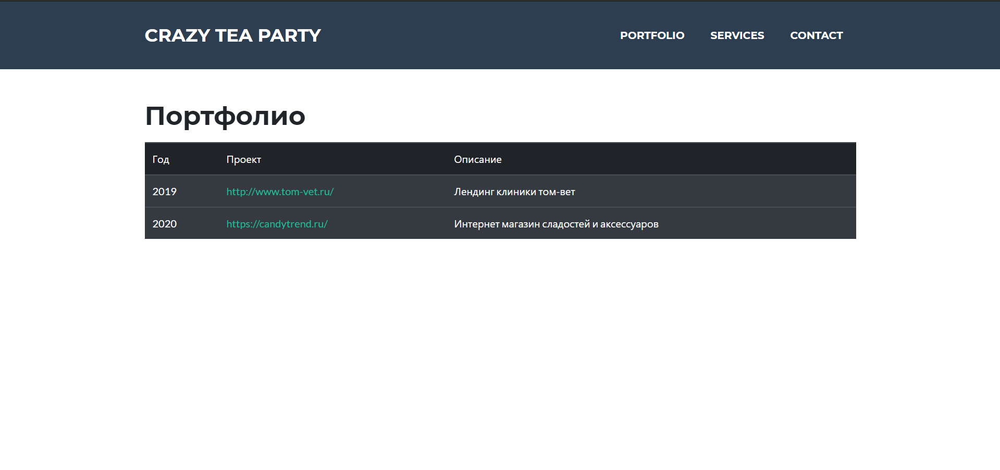 CRAZY TEA PARTY PORTFOLIO SERVICES CONTACT
Портфолио
Год Проект Описание
2019 http://www.tom-vet.ru/ Лендинг клиники том-вет
2020 https://candytrend.ru/ Интернет магазин сладостей и аксессуаров